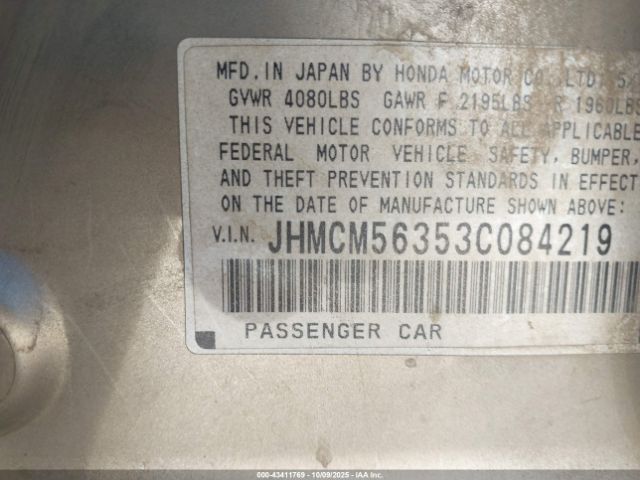 MFD. IN JAPAN BY HONDA MOTOR CO., LTD. 5/
GVWR 4080LBS GAWR F 2195LBS R 1960LBS
THIS VEHICLE CONFORMS TO ALL APPLICABLE
FEDERAL MOTOR VEHICLE SAFETY, BUMPER,
AND THEFT PREVENTION STANDARDS IN EFFECT
ON THE DATE OF MANUFACTURE SHOWN ABOVE:
V.I.N. JHMCM56353C084219
PASSENGER CAR
000-43411769 | 10/09/2025 | IAA Inc.